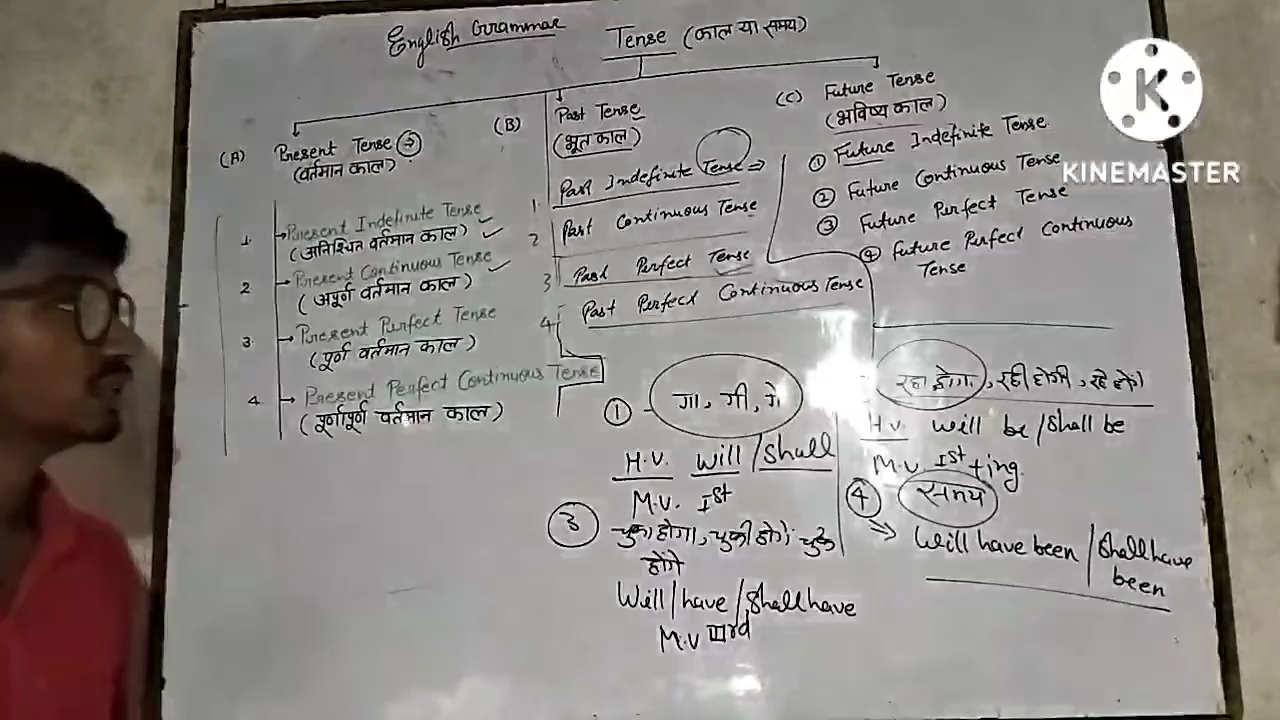 English Grammar
Tense (काल या समय)
(A) Present Tense
(वर्तमान काल)
1. Present Indefinite Tense
(अनिश्चित वर्तमान काल)
2 Present Continuous Tense
(अपूर्ण वर्तमान काल)
3. Present Perfect Tense
(पूर्ण वर्तमान काल)
4. Present Perfect Continuous Tense
(पूर्णापूर्ण वर्तमान काल)
(B) Past Tense
(भूत काल)
1 Past Indefinite Tense ⇒
2 Past Continuous Tense
3 Past Perfect Tense
4 Past Perfect Continuous Tense
(C) Future Tense
(भविष्य काल)
① Future Indefinite Tense
② Future Continuous Tense
③ Future Perfect Tense
④ Future Perfect Continuous
Tense
① गा, गी, गे
H.V. will/shall
M.V. Ist
रहा होगा, रही होगी, रहे होंगे
H.V. will be/Shall be
M.V. Ist +ing.
③ चुका होगा, चुकी होगी, चुके
होंगे
Will/have/Shall have
M.V IIIrd
④ समय
⇒ Will have been/Shall have
been
KINEMASTER